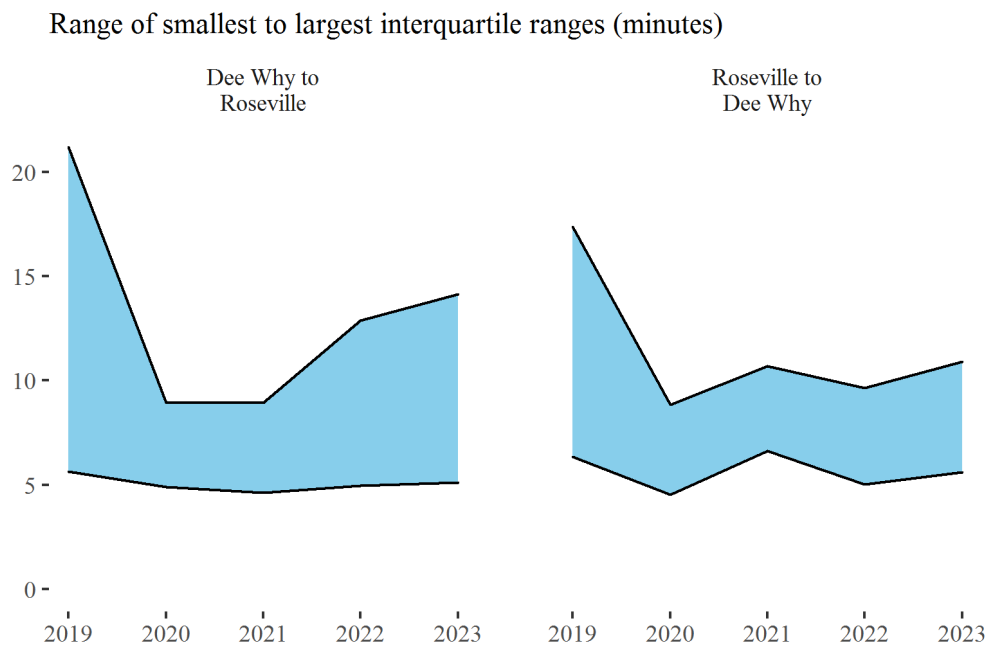 Range of smallest to largest interquartile ranges (minutes)
Dee Why to
Roseville
Roseville to
Dee Why
20
15
10
5
0
2019 2020 2021 2022 2023
2019 2020 2021 2022 2023